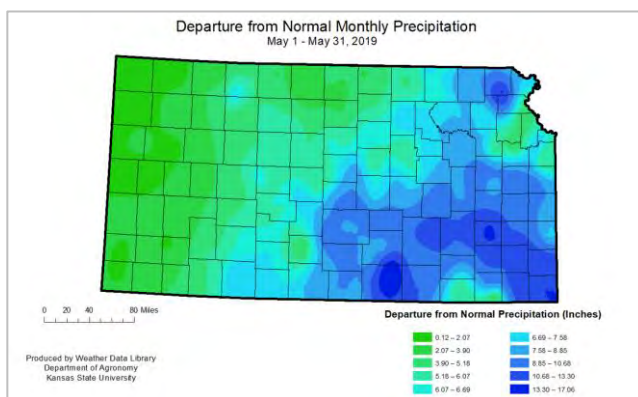 Departure from Normal Monthly Precipitation
May 1 - May 31, 2019
0 20 40 80 Miles
Produced by Weather Data Library
Department of Agronomy
Kansas State University
Departure from Normal Precipitation (Inches)
0.12 – 2.07
2.07 – 3.90
3.90 – 5.18
5.18 – 6.07
6.07 – 6.69
6.69 – 7.58
7.58 – 8.85
8.85 – 10.68
10.68 – 13.30
13.30 – 17.06